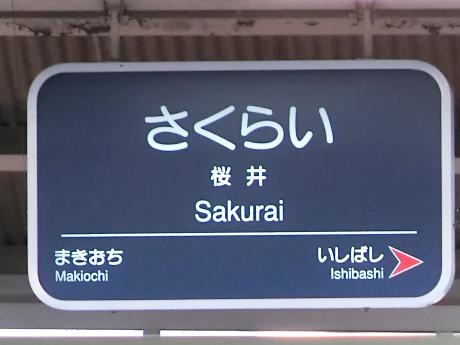 さくらい
桜井
Sakurai
まきおち
Makiochi
いしばし
Ishibashi